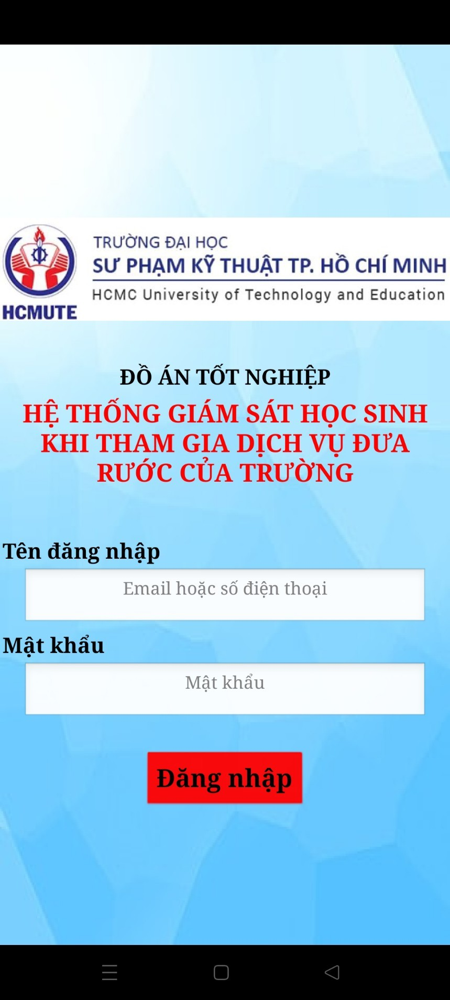 TRƯỜNG ĐẠI HỌC
SƯ PHẠM KỸ THUẬT TP. HỒ CHÍ MINH
HCMC University of Technology and Education
HCMUTE
ĐỒ ÁN TỐT NGHIỆP
HỆ THỐNG GIÁM SÁT HỌC SINH
KHI THAM GIA DỊCH VỤ ĐƯA
RƯỚC CỦA TRƯỜNG
Tên đăng nhập
Email hoặc số điện thoại
Mật khẩu
Mật khẩu
Đăng nhập